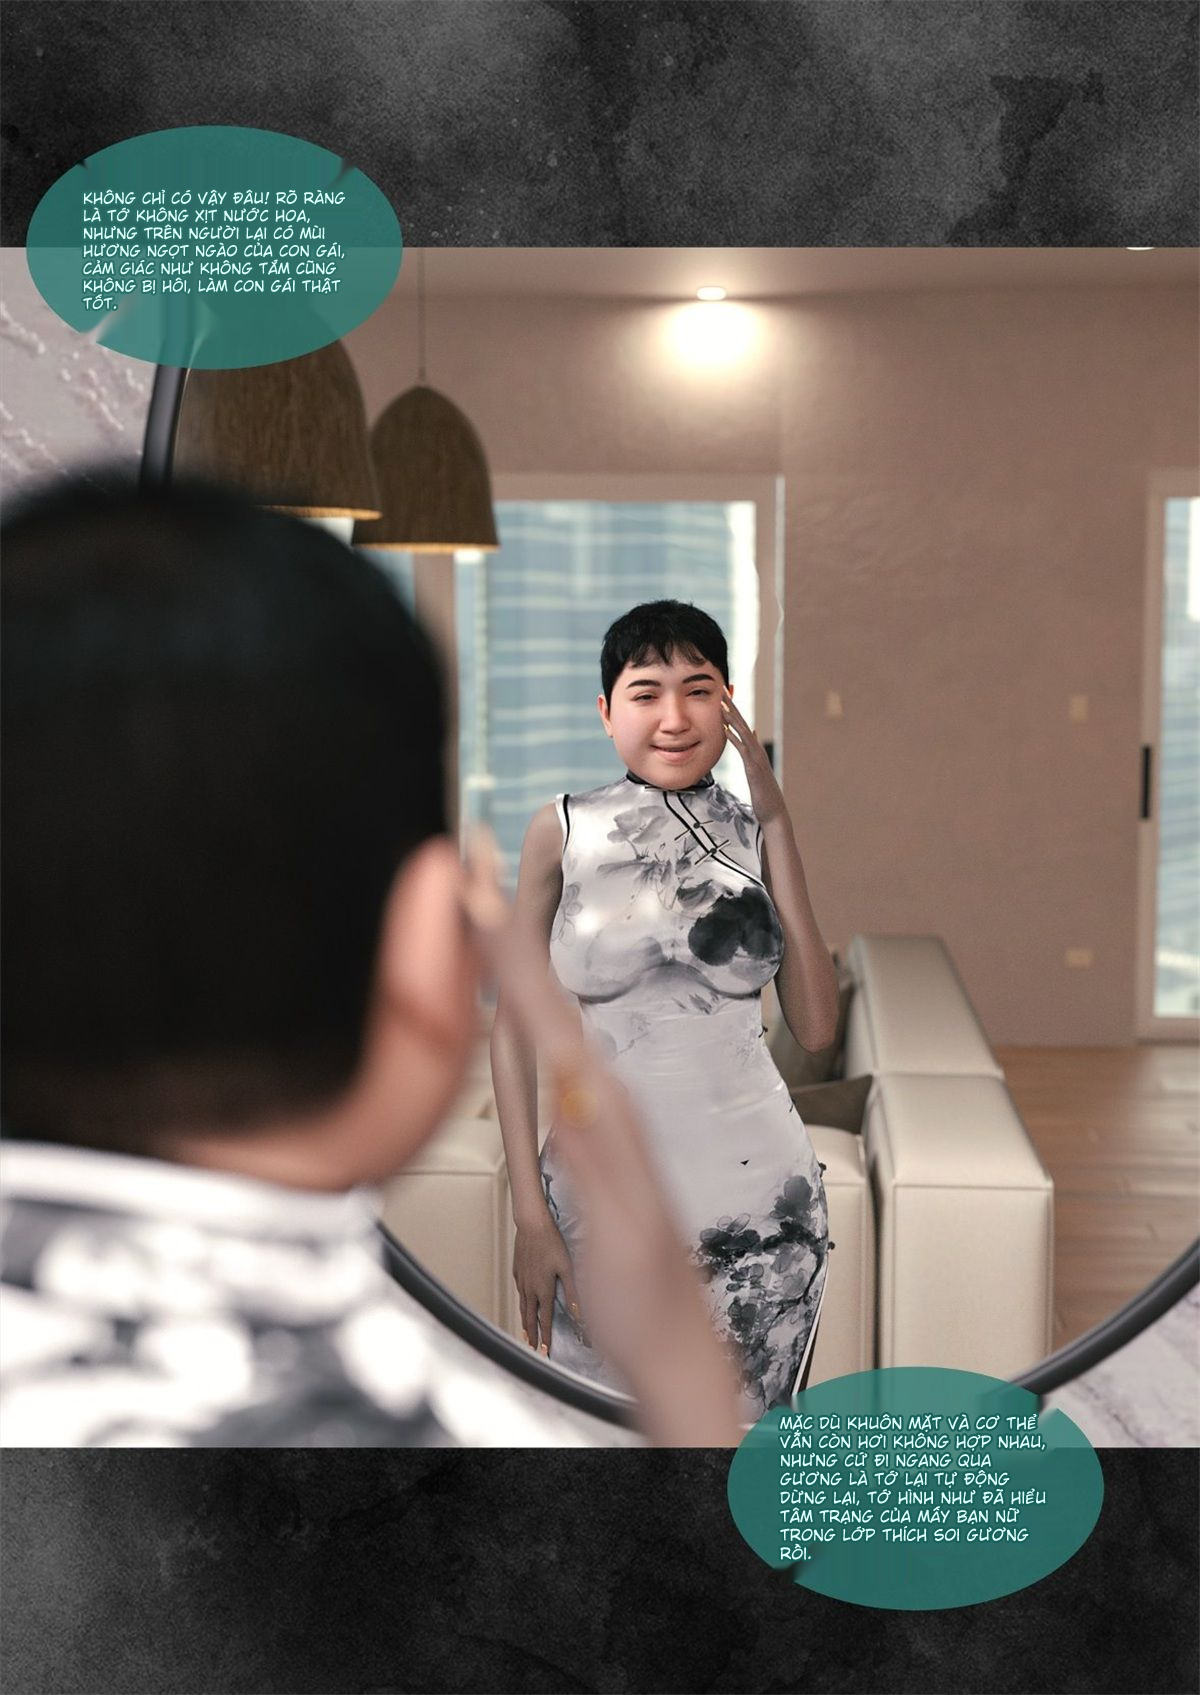 KHÔNG CHỈ CÓ VẬY ĐÂU! RÕ RÀNG
LÀ TỚ KHÔNG XỊT NƯỚC HOA,
NHƯNG TRÊN NGƯỜI LẠI CÓ MÙI
HƯƠNG NGỌT NGÀO CỦA CON GÁI,
CẢM GIÁC NHƯ KHÔNG TẮM CŨNG
KHÔNG BỊ HÔI, LÀM CON GÁI THẬT
TỐT.
MẶC DÙ KHUÔN MẶT VÀ CƠ THỂ
VẪN CÒN HƠI KHÔNG HỢP NHAU,
NHƯNG CỨ ĐI NGANG QUA
GƯƠNG LÀ TỚ LẠI TỰ ĐỘNG
DỪNG LẠI, TỚ HÌNH NHƯ ĐÃ HIỂU
TÂM TRẠNG CỦA MẤY BẠN NỮ
TRONG LỚP THÍCH SOI GƯƠNG
RỒI.